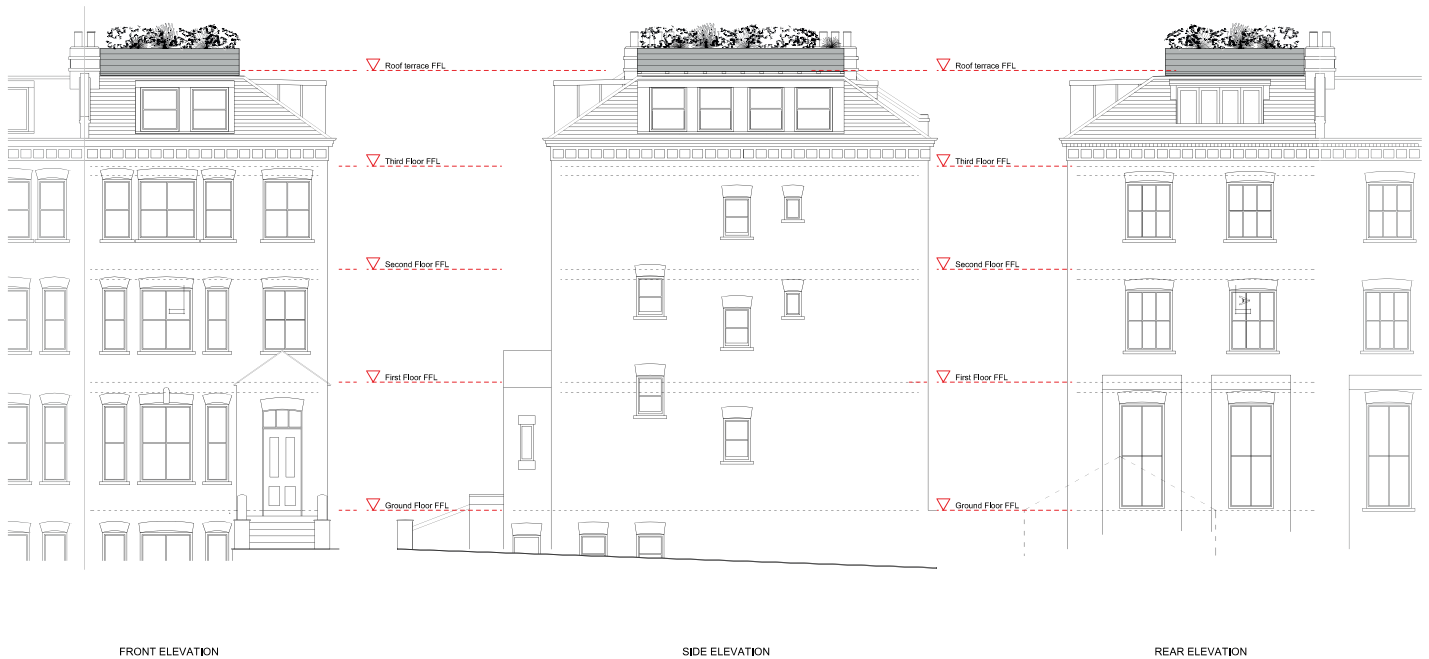 Roof terrace FFL
Roof terrace FFL
Third Floor FFL
Third Floor FFL
Second Floor FFL
Second Floor FFL
First Floor FFL
First Floor FFL
Ground Floor FFL
Ground Floor FFL
FRONT ELEVATION
SIDE ELEVATION
REAR ELEVATION